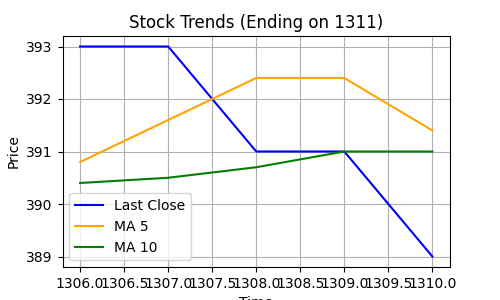 Stock Trends (Ending on 1311)
Price
393
392
391
390
389
Last Close
MA 5
MA 10
1306.0 1306.5 1307.0 1307.5 1308.0 1308.5 1309.0 1309.5 1310.0
Time